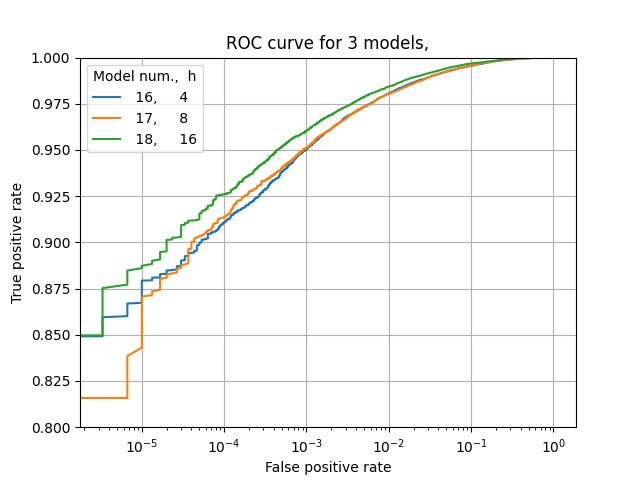 ROC curve for 3 models,
Model num.,  h
16,     4
17,     8
18,     16
1.000
0.975
0.950
0.925
0.900
0.875
0.850
0.825
0.800
True positive rate
10⁻⁵ 10⁻⁴ 10⁻³ 10⁻² 10⁻¹ 10⁰
False positive rate